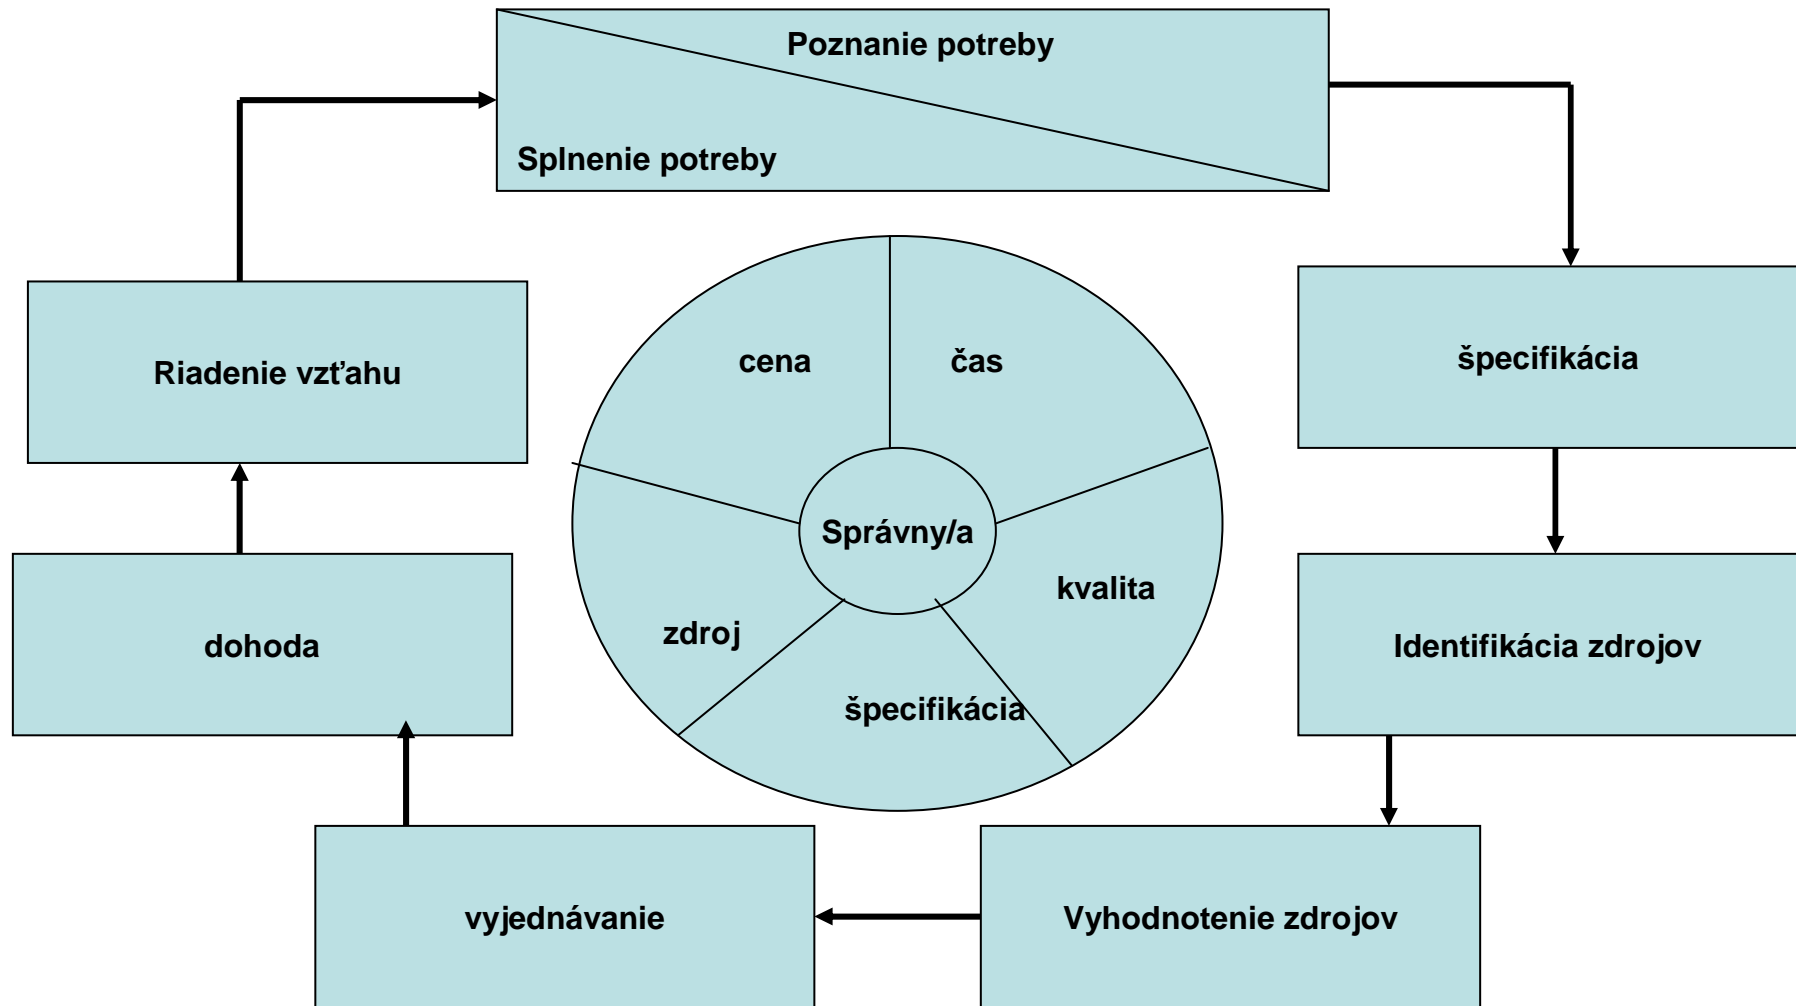 Poznanie potreby
Splnenie potreby
Riadenie vzťahu
cena
čas
špecifikácia
Správny/a
kvalita
zdroj
dohoda
Identifikácia zdrojov
špecifikácia
vyjednávanie
Vyhodnotenie zdrojov